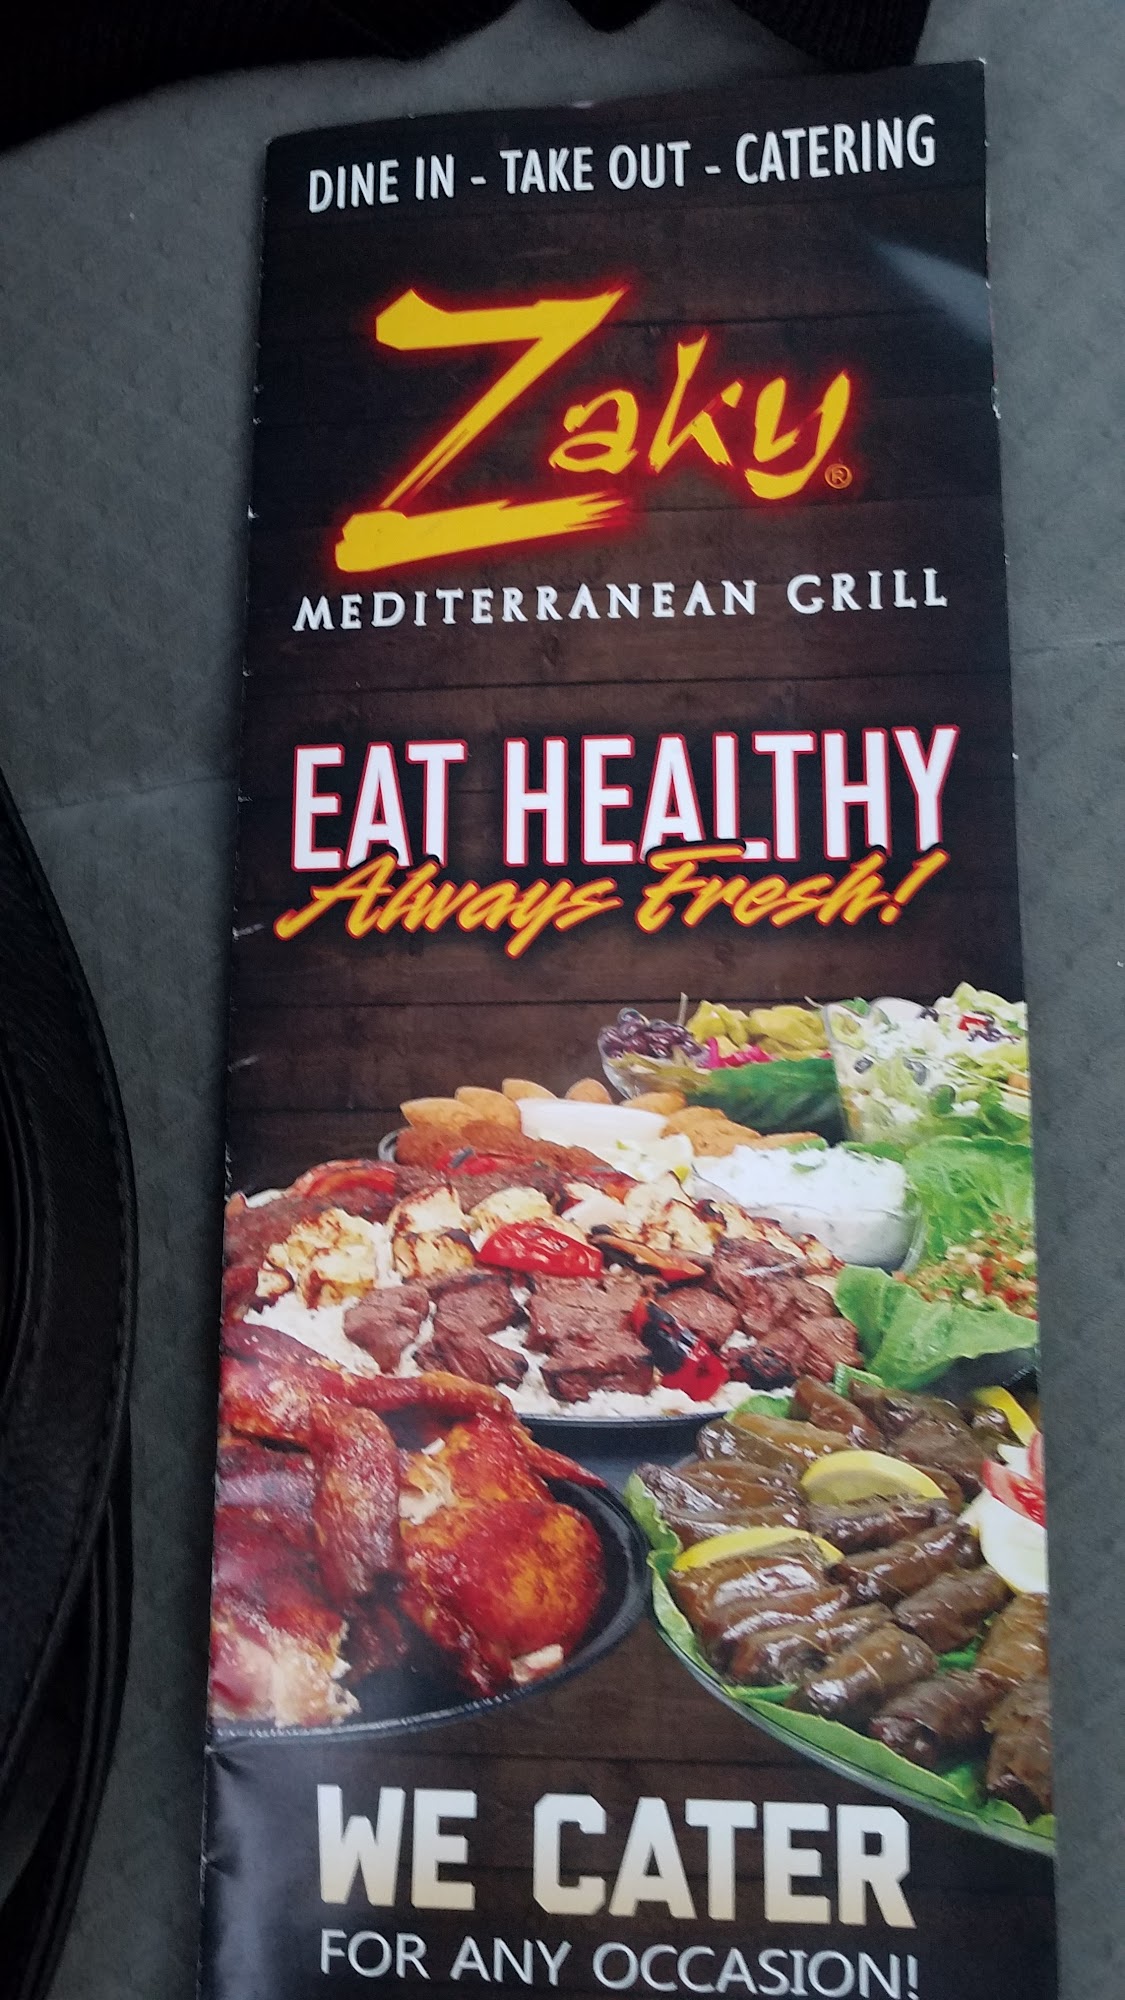 DINE IN - TAKE OUT - CATERING
Zaky®
MEDITERRANEAN GRILL
EAT HEALTHY
Always Fresh!
WE CATER
FOR ANY OCCASION!